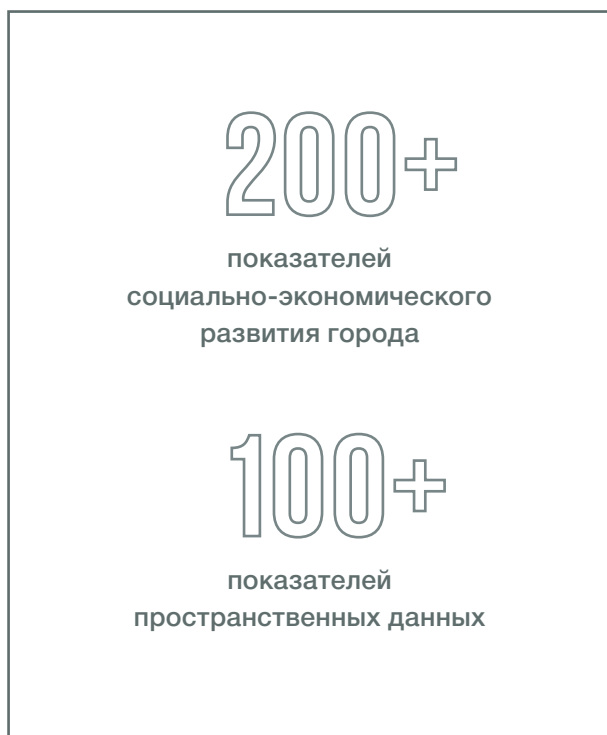 200+
показателей
социально-экономического
развития города
100+
показателей
пространственных данных